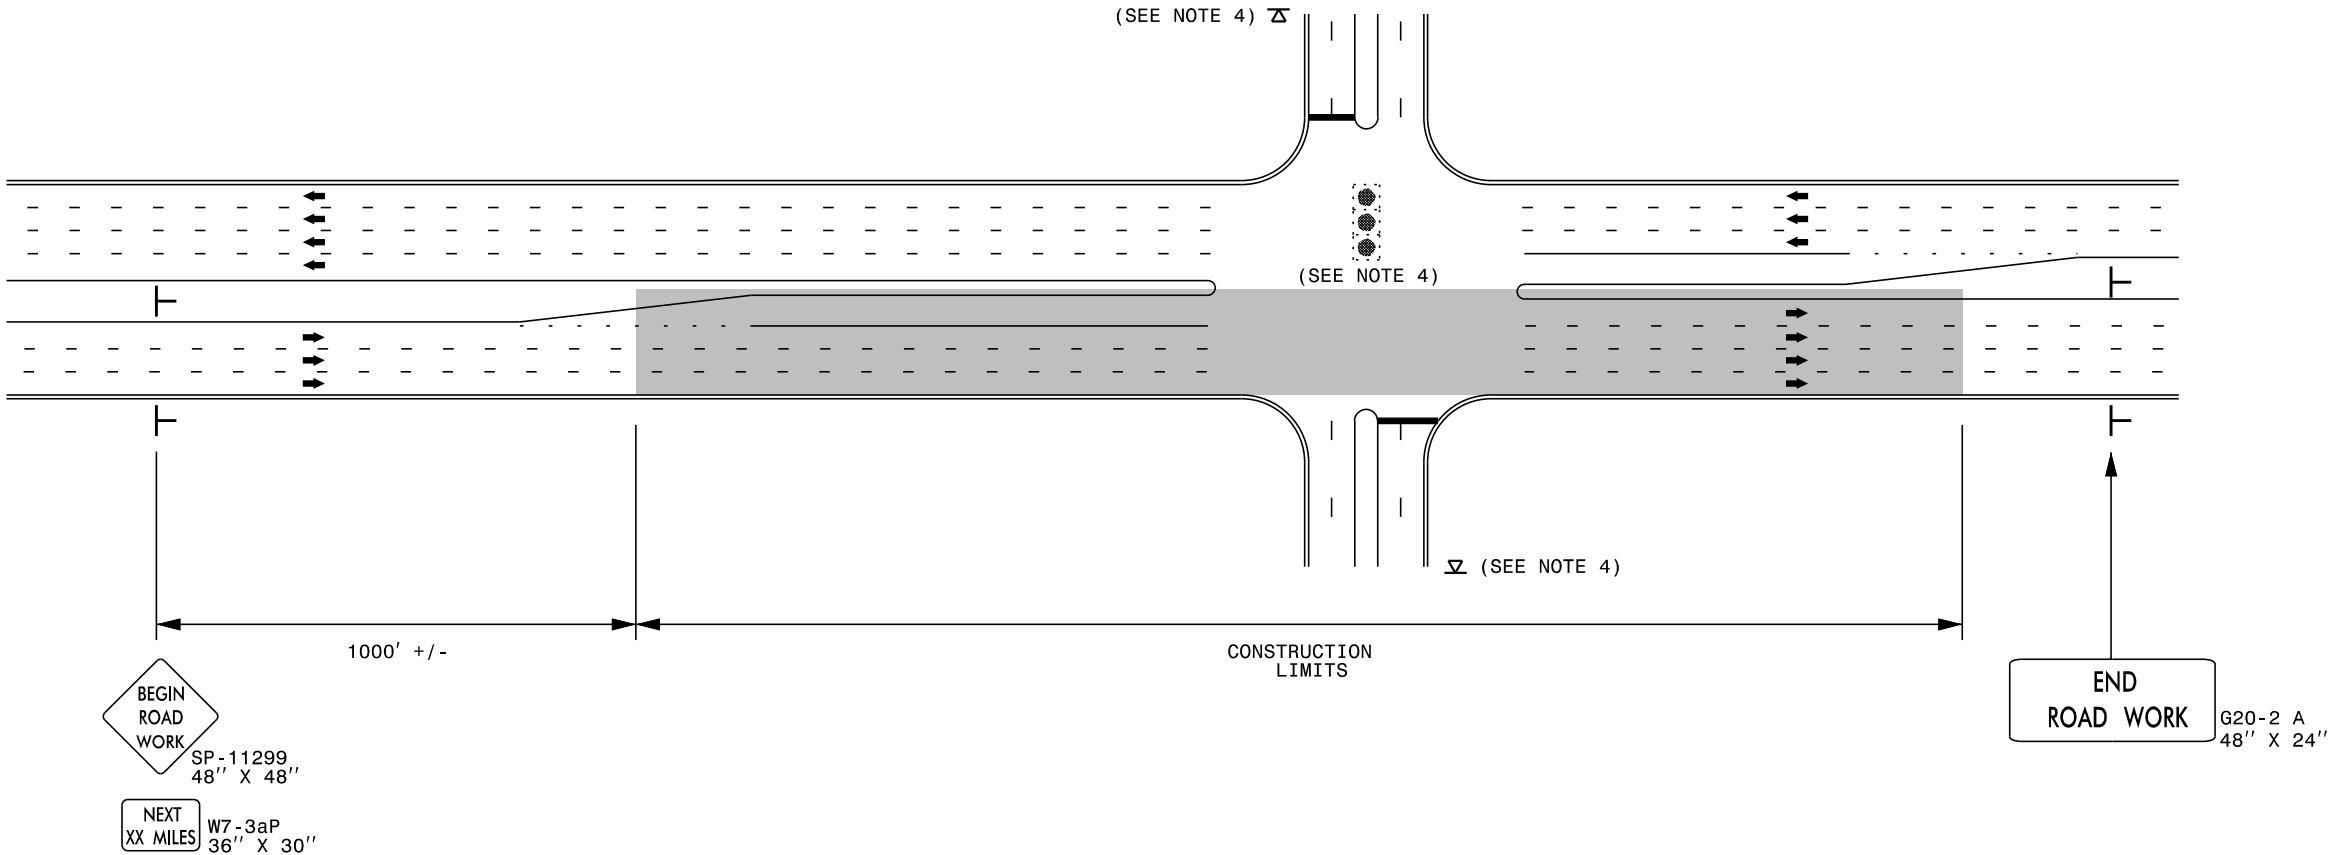 (SEE NOTE 4)
(SEE NOTE 4)
(SEE NOTE 4)
1000' +/-
CONSTRUCTION
LIMITS
BEGIN
ROAD
WORK
SP-11299
48'' X 48''
NEXT
XX MILES
W7-3aP
36'' X 30''
END
ROAD WORK
G20-2 A
48'' X 24''